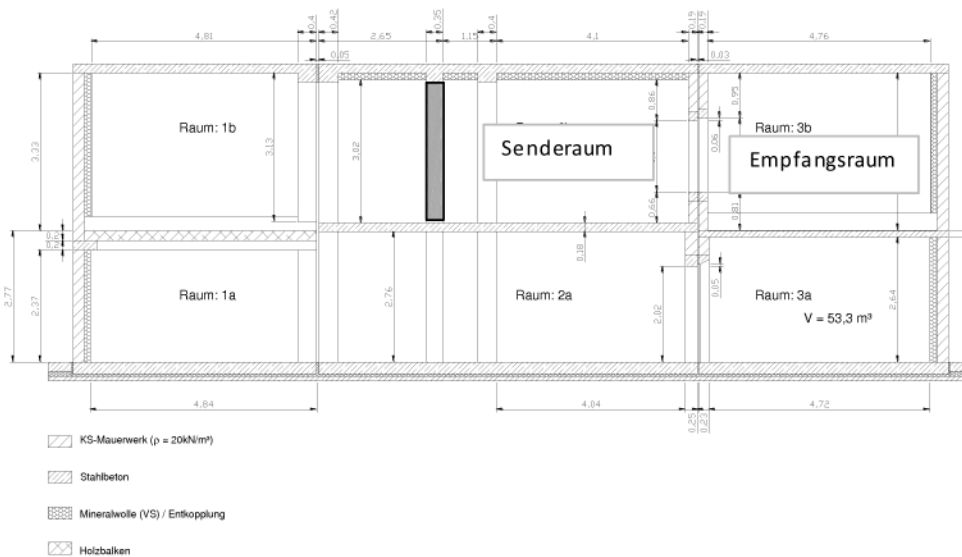 0.4
0.42
0.35
0.4
0.19
0.19
4.81
2.65
1.15
4.1
4.76
0.05
0.03
Raum: 1b
Senderaum
Raum: 3b
Empfangsraum
3.33
3.13
3.02
0.86
0.66
0.06
0.95
0.81
0.18
0.05
Raum: 1a
Raum: 2a
Raum: 3a
V = 53,3 m³
2.77
2.37
2.76
2.02
2.64
4.84
4.04
0.25
0.23
4.72
KS-Mauerwerk (ρ = 20kN/m³)
Stahlbeton
Mineralwolle (VS) / Entkopplung
Holzbalken